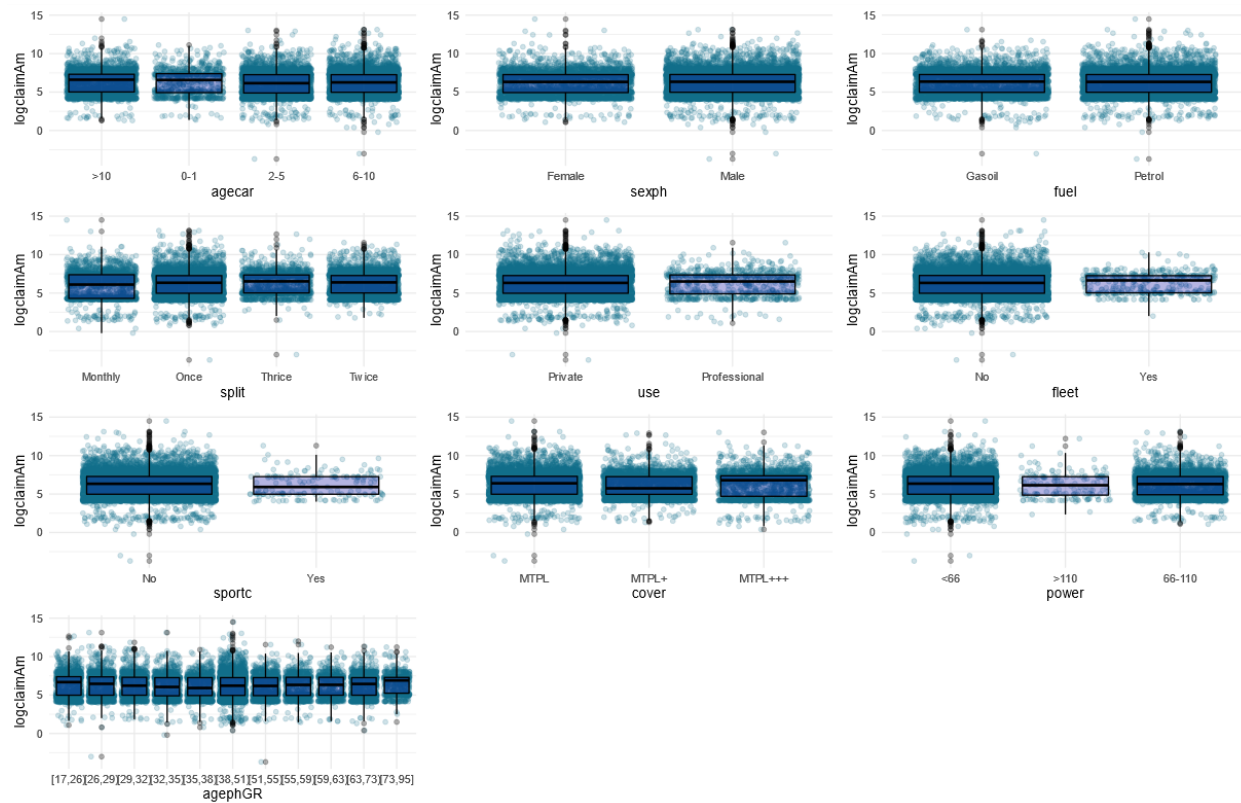 15
10
5
0
logclaimAm
>10 0-1 2-5 6-10
agecar
15
10
5
0
logclaimAm
Female Male
sexph
15
10
5
0
logclaimAm
Gasoil Petrol
fuel
15
10
5
0
logclaimAm
Monthly Once Thrice Twice
split
15
10
5
0
logclaimAm
Private Professional
use
15
10
5
0
logclaimAm
No Yes
fleet
15
10
5
0
logclaimAm
No Yes
sportc
15
10
5
0
logclaimAm
MTPL MTPL+ MTPL+++
cover
15
10
5
0
logclaimAm
<66 >110 66-110
power
15
10
5
0
logclaimAm
[17,26] (26,29] (29,32] (32,35] (35,38] (38,51] (51,55] (55,59] (59,63] (63,73] (73,95]
agephGR